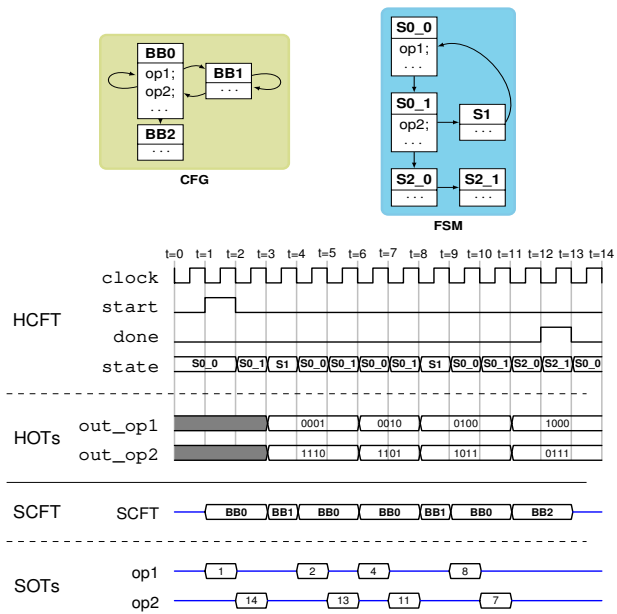 BB0
op1;
op2;
. . .
BB1
. . .
BB2
. . .
CFG
S0_0
op1;
. . .
S0_1
op2;
. . .
S1
. . .
S2_0
. . .
S2_1
. . .
FSM
t=0 t=1 t=2 t=3 t=4 t=5 t=6 t=7 t=8 t=9 t=10 t=11 t=12 t=13 t=14
clock
start
HCFT
done
state S0_0 S0_1 S1 S0_0 S0_1 S0_0 S0_1 S1 S0_0 S0_1 S2_0 S2_1 S0_0
HOTs
out_op1 0001 0010 0100 1000
out_op2 1110 1101 1011 0111
SCFT SCFT BB0 BB1 BB0 BB0 BB1 BB0 BB2
SOTs
op1 1 2 4 8
op2 14 13 11 7